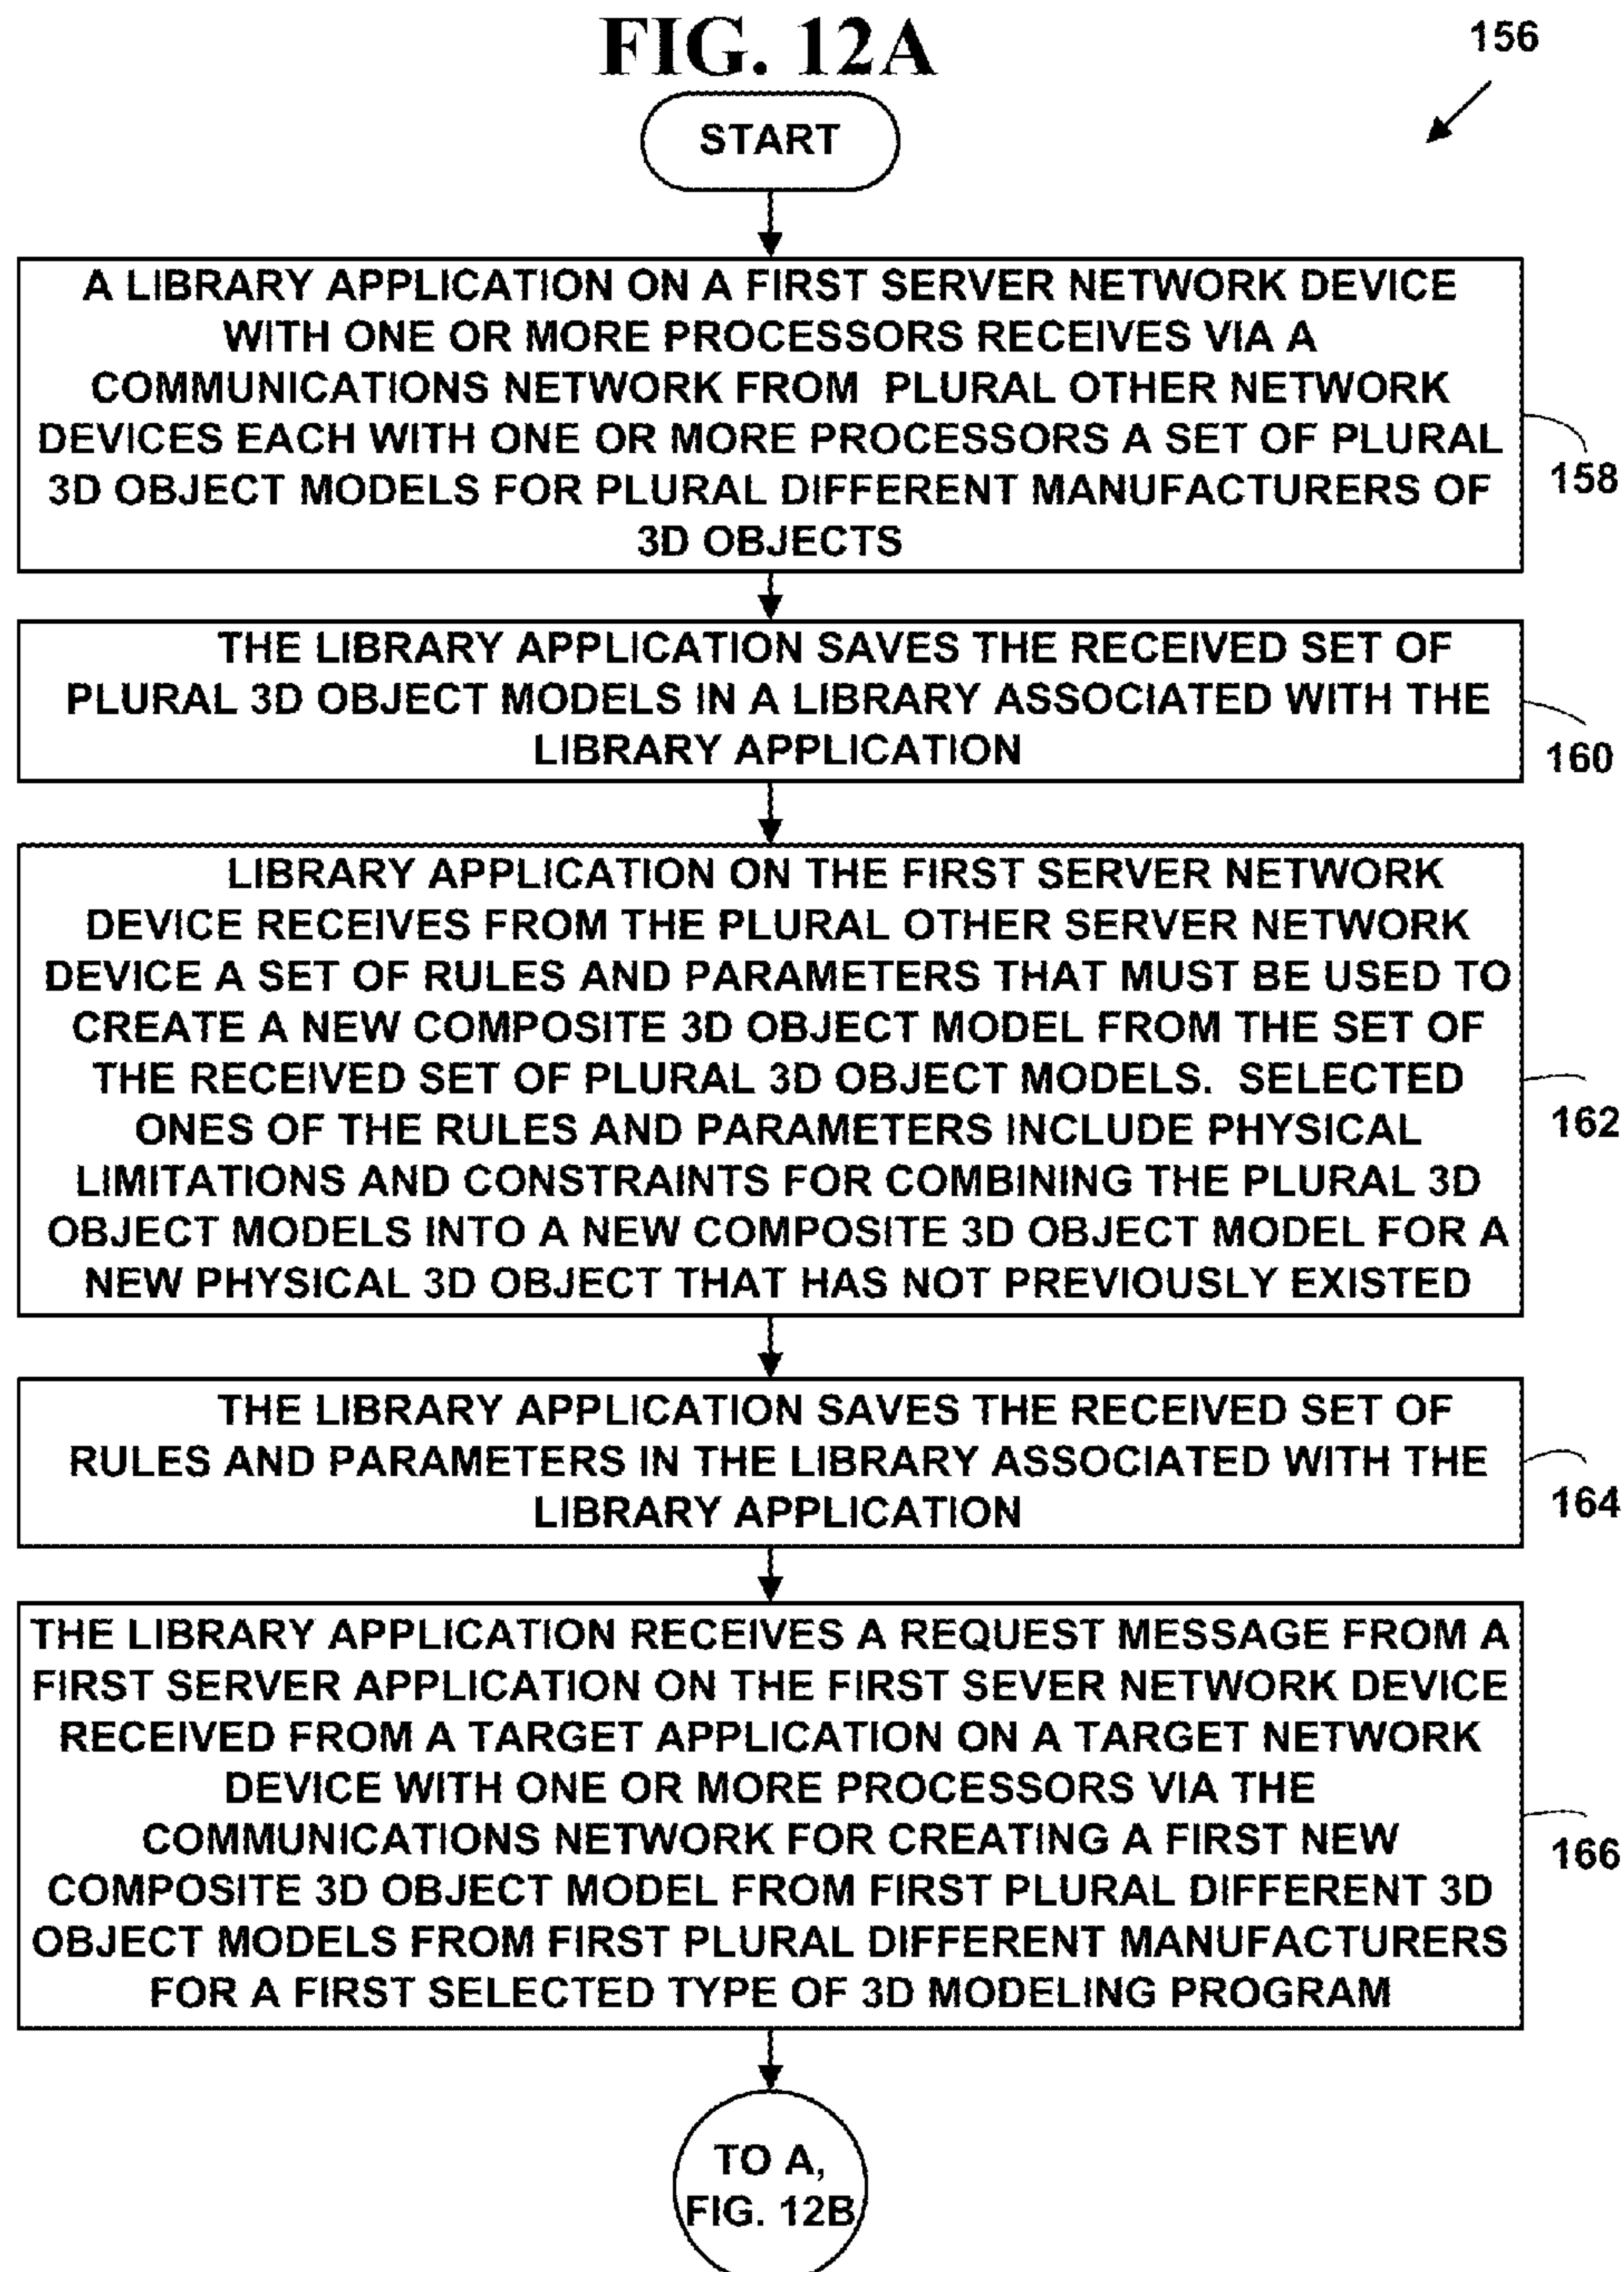 FIG. 12A
156
START
A LIBRARY APPLICATION ON A FIRST SERVER NETWORK DEVICE
WITH ONE OR MORE PROCESSORS RECEIVES VIA A
COMMUNICATIONS NETWORK FROM PLURAL OTHER NETWORK
DEVICES EACH WITH ONE OR MORE PROCESSORS A SET OF PLURAL
3D OBJECT MODELS FOR PLURAL DIFFERENT MANUFACTURERS OF
3D OBJECTS
158
THE LIBRARY APPLICATION SAVES THE RECEIVED SET OF
PLURAL 3D OBJECT MODELS IN A LIBRARY ASSOCIATED WITH THE
LIBRARY APPLICATION
160
LIBRARY APPLICATION ON THE FIRST SERVER NETWORK
DEVICE RECEIVES FROM THE PLURAL OTHER SERVER NETWORK
DEVICE A SET OF RULES AND PARAMETERS THAT MUST BE USED TO
CREATE A NEW COMPOSITE 3D OBJECT MODEL FROM THE SET OF
THE RECEIVED SET OF PLURAL 3D OBJECT MODELS. SELECTED
ONES OF THE RULES AND PARAMETERS INCLUDE PHYSICAL
LIMITATIONS AND CONSTRAINTS FOR COMBINING THE PLURAL 3D
OBJECT MODELS INTO A NEW COMPOSITE 3D OBJECT MODEL FOR A
NEW PHYSICAL 3D OBJECT THAT HAS NOT PREVIOUSLY EXISTED
162
THE LIBRARY APPLICATION SAVES THE RECEIVED SET OF
RULES AND PARAMETERS IN THE LIBRARY ASSOCIATED WITH THE
LIBRARY APPLICATION
164
THE LIBRARY APPLICATION RECEIVES A REQUEST MESSAGE FROM A
FIRST SERVER APPLICATION ON THE FIRST SEVER NETWORK DEVICE
RECEIVED FROM A TARGET APPLICATION ON A TARGET NETWORK
DEVICE WITH ONE OR MORE PROCESSORS VIA THE
COMMUNICATIONS NETWORK FOR CREATING A FIRST NEW
COMPOSITE 3D OBJECT MODEL FROM FIRST PLURAL DIFFERENT 3D
OBJECT MODELS FROM FIRST PLURAL DIFFERENT MANUFACTURERS
FOR A FIRST SELECTED TYPE OF 3D MODELING PROGRAM
166
TO A,
FIG. 12B